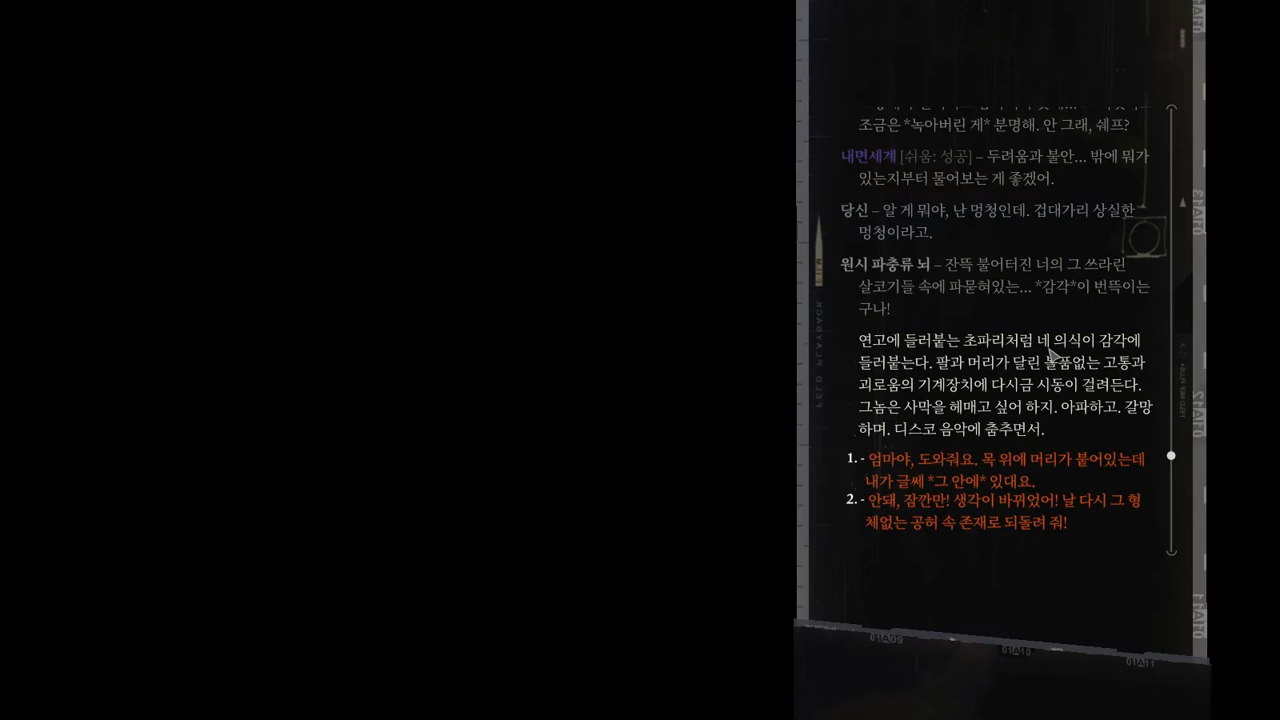 조금은 *녹아버린 게* 분명해. 안 그래, 쉐프?
내면세계 [쉬움: 성공] – 두려움과 불안... 밖에 뭐가
있는지부터 물어보는 게 좋겠어.
당신 – 알 게 뭐야, 난 멍청인데. 겁대가리 상실한
멍청이라고.
원시 파충류 뇌 – 잔뜩 불어터진 너의 그 쓰라린
살코기들 속에 파묻혀있는... *감각*이 번뜩이는
구나!
연고에 들러붙는 초파리처럼 네 의식이 감각에
들러붙는다. 팔과 머리가 달린 볼품없는 고통과
괴로움의 기계장치에 다시금 시동이 걸려든다.
그놈은 사막을 헤매고 싶어 하지. 아파하고. 갈망
하며. 디스코 음악에 춤추면서.
1. - 엄마야, 도와줘요. 목 위에 머리가 붙어있는데
내가 글쎄 *그 안에* 있대요.
2. - 안돼, 잠깐만! 생각이 바뀌었어! 날 다시 그 형
체없는 공허 속 존재로 되돌려 줘!
01A09
01A10
01A11